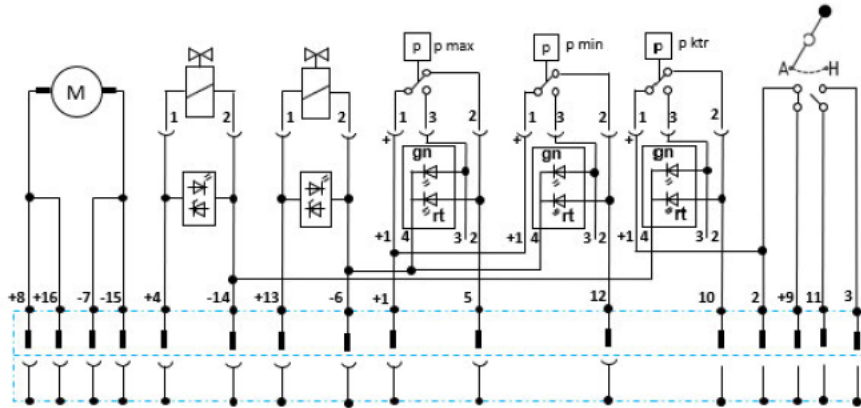 p p max p p min p p ktr
A H
M
1 2 1 2 1 3 2 1 3 2 1 3 2
+ + +
gn gn gn
rt rt rt
+1 4 3 2 +1 4 3 2 +1 4 3 2
+8 +16 -7 -15 +4 -14 +13 -6 +1 5 12 10 2 +9 11 3